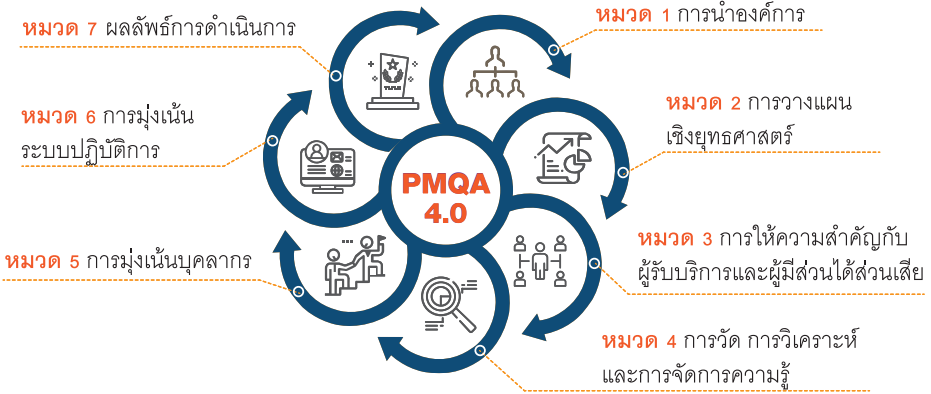 หมวด 1 การนำองค์การ
หมวด 2 การวางแผน
เชิงยุทธศาสตร์
หมวด 3 การให้ความสำคัญกับ
ผู้รับบริการและผู้มีส่วนได้ส่วนเสีย
หมวด 4 การวัด การวิเคราะห์
และการจัดการความรู้
หมวด 5 การมุ่งเน้นบุคลากร
หมวด 6 การมุ่งเน้น
ระบบปฏิบัติการ
หมวด 7 ผลลัพธ์การดำเนินการ
PMQA
4.0